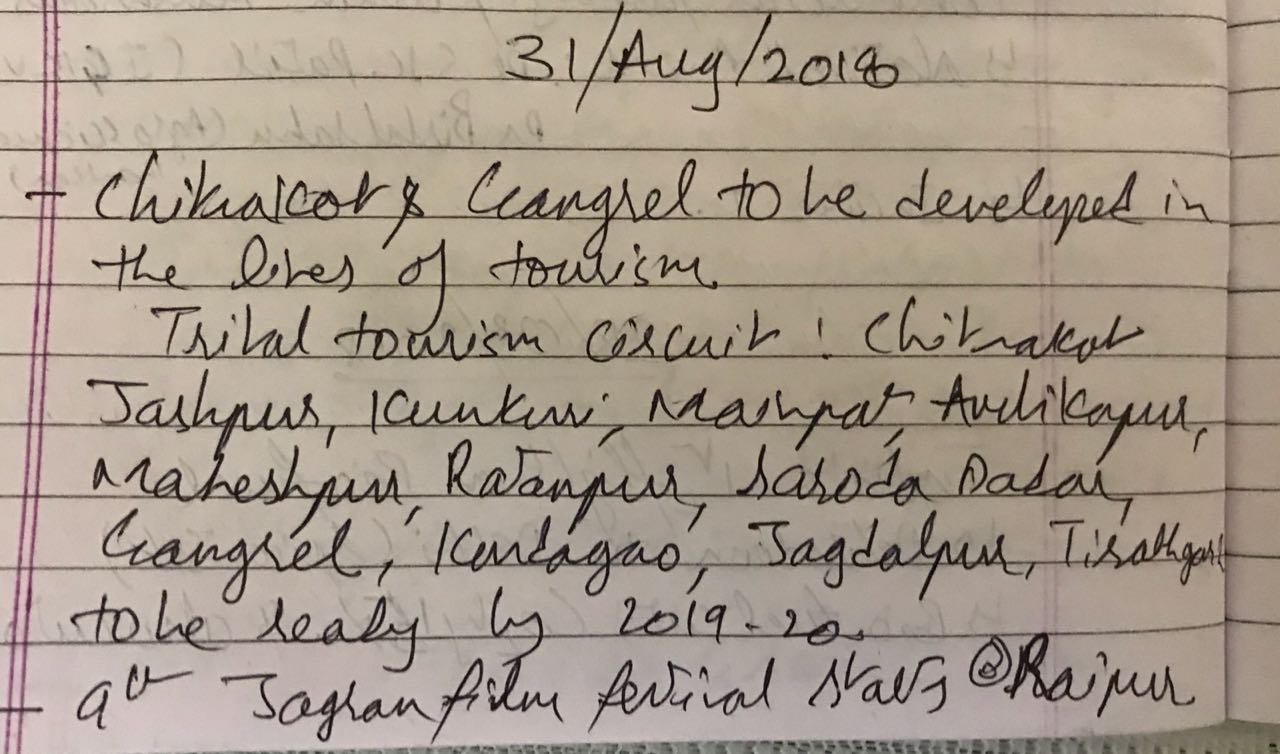 31/Aug/2018
- Chitrakot & Gangrel to be developed in
the lines of tourism.
Tribal tourism circuit : Chitrakot
Jashpur, Kunkuri, Mainpat, Ambikapur,
Maheshpur, Ratanpur, Saroda Dadar,
Gangrel, Kondagao, Jagdalpur, Tirathgarh
to be ready by 2019-20.
- 9th Jagran film festival starts @Raipur